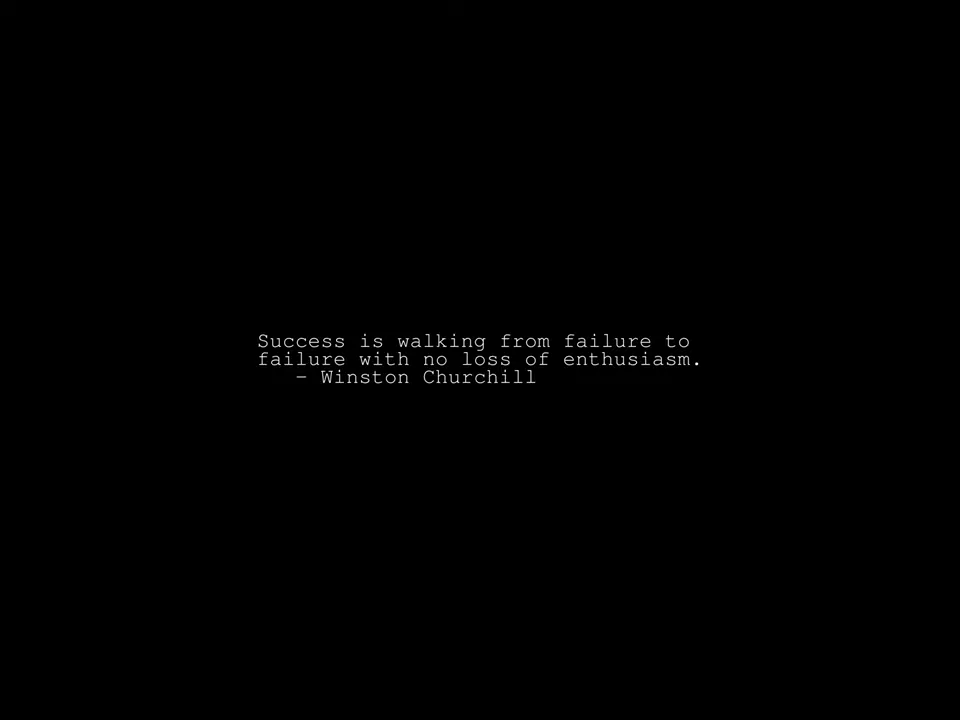 Success is walking from failure to
failure with no loss of enthusiasm.
- Winston Churchill